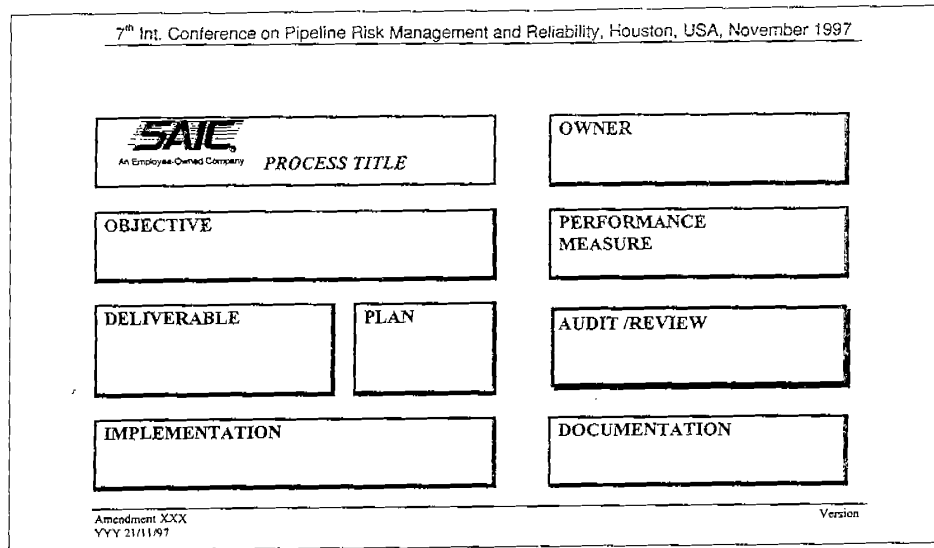 7th Int. Conference on Pipeline Risk Management and Reliability, Houston, USA, November 1997
SAIC
An Employee-Owned Company
PROCESS TITLE
OWNER
OBJECTIVE
PERFORMANCE
MEASURE
DELIVERABLE
PLAN
AUDIT /REVIEW
IMPLEMENTATION
DOCUMENTATION
Amendment XXX
YYY 21/11/97
Version